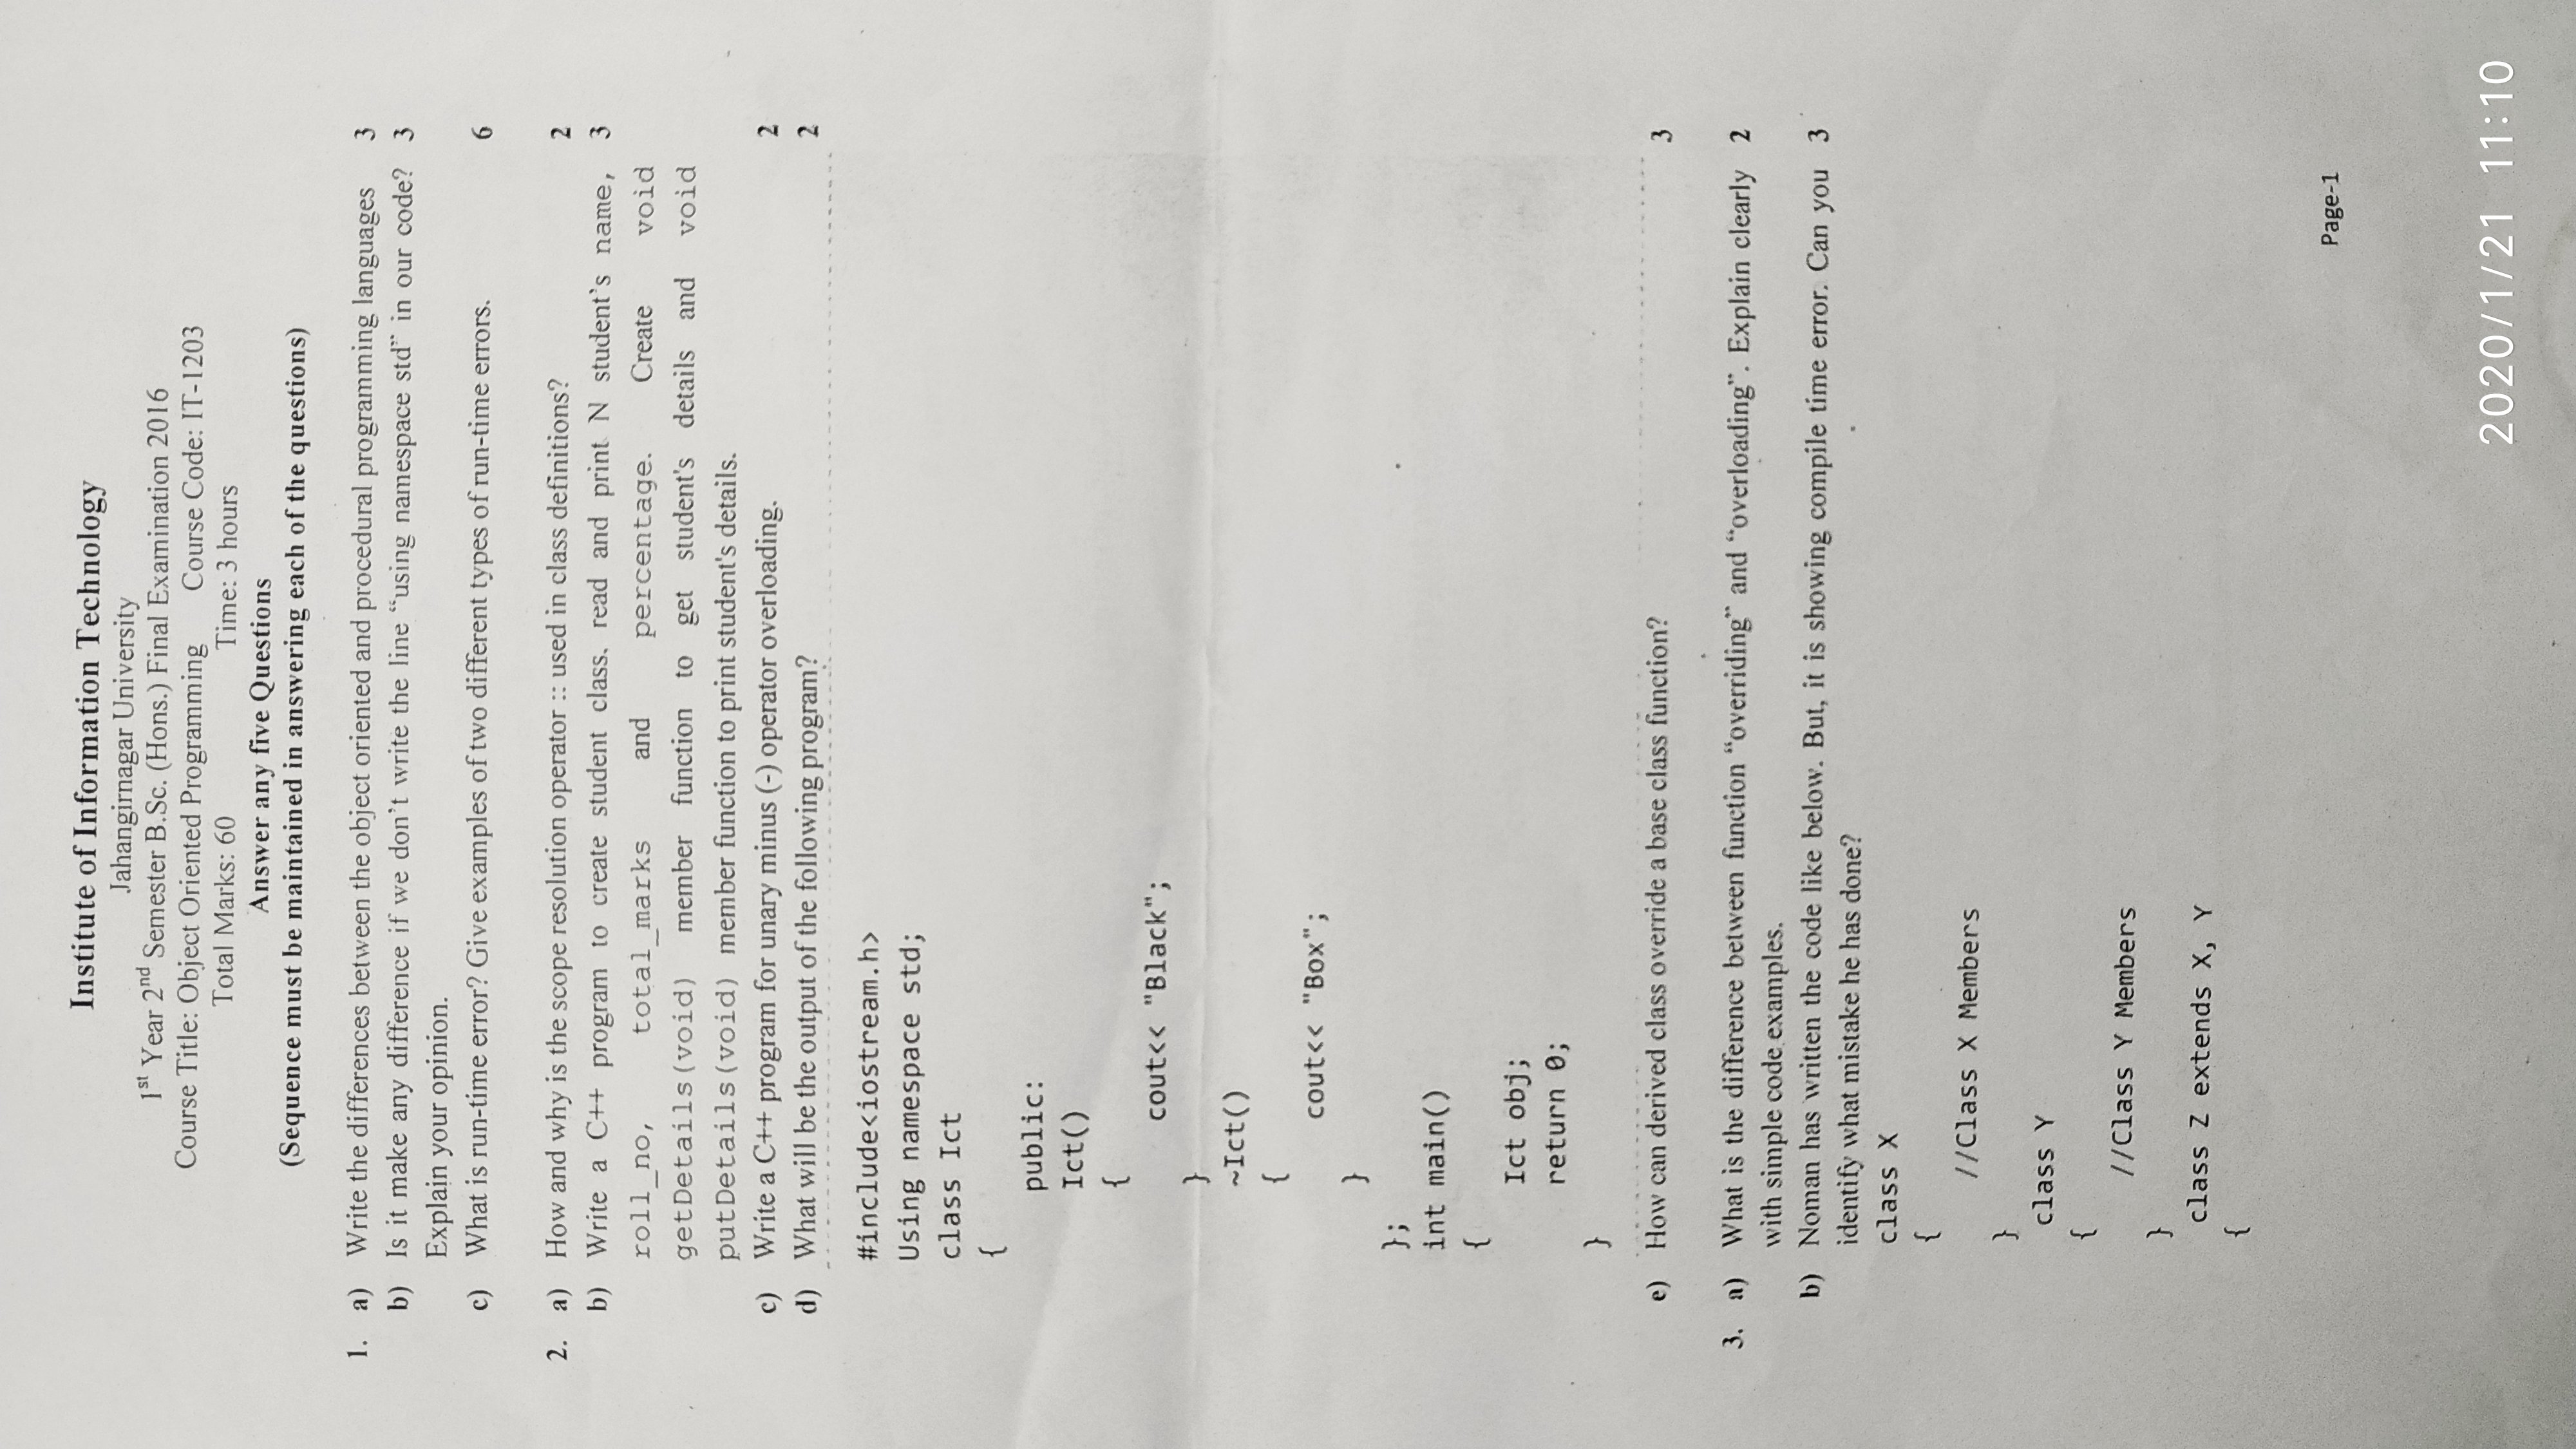 Institute of Information Technology
Jahangirnagar University
1st Year 2nd Semester B.Sc. (Hons.) Final Examination 2016
Course Title: Object Oriented Programming Course Code: IT-1203
Total Marks: 60 Time: 3 hours
Answer any five Questions
(Sequence must be maintained in answering each of the questions)
1. a) Write the differences between the object oriented and procedural programming languages 3
b) Is it make any difference if we don't write the line “using namespace std” in our code? 3
Explain your opinion.
c) What is run-time error? Give examples of two different types of run-time errors. 6
2. a) How and why is the scope resolution operator :: used in class definitions? 2
b) Write a C++ program to create student class, read and print N student's name, 3
roll_no, total_marks and percentage. Create void
getDetails(void) member function to get student's details and void
putDetails(void) member function to print student's details.
c) Write a C++ program for unary minus (-) operator overloading. 2
d) What will be the output of the following program? 2
#include<iostream.h>
Using namespace std;
class Ict
{
public:
Ict()
{
cout<< "Black";
}
~Ict()
{
cout<< "Box";
}
};
int main()
{
Ict obj;
return 0;
}
e) How can derived class override a base class function? 3
3. a) What is the difference between function “overriding” and “overloading”. Explain clearly 2
with simple code examples.
b) Noman has written the code like below. But, it is showing compile time error. Can you 3
identify what mistake he has done?
class X
{
//Class X Members
}
class Y
{
//Class Y Members
}
class Z extends X, Y
{
Page-1
2020/1/21 11:10